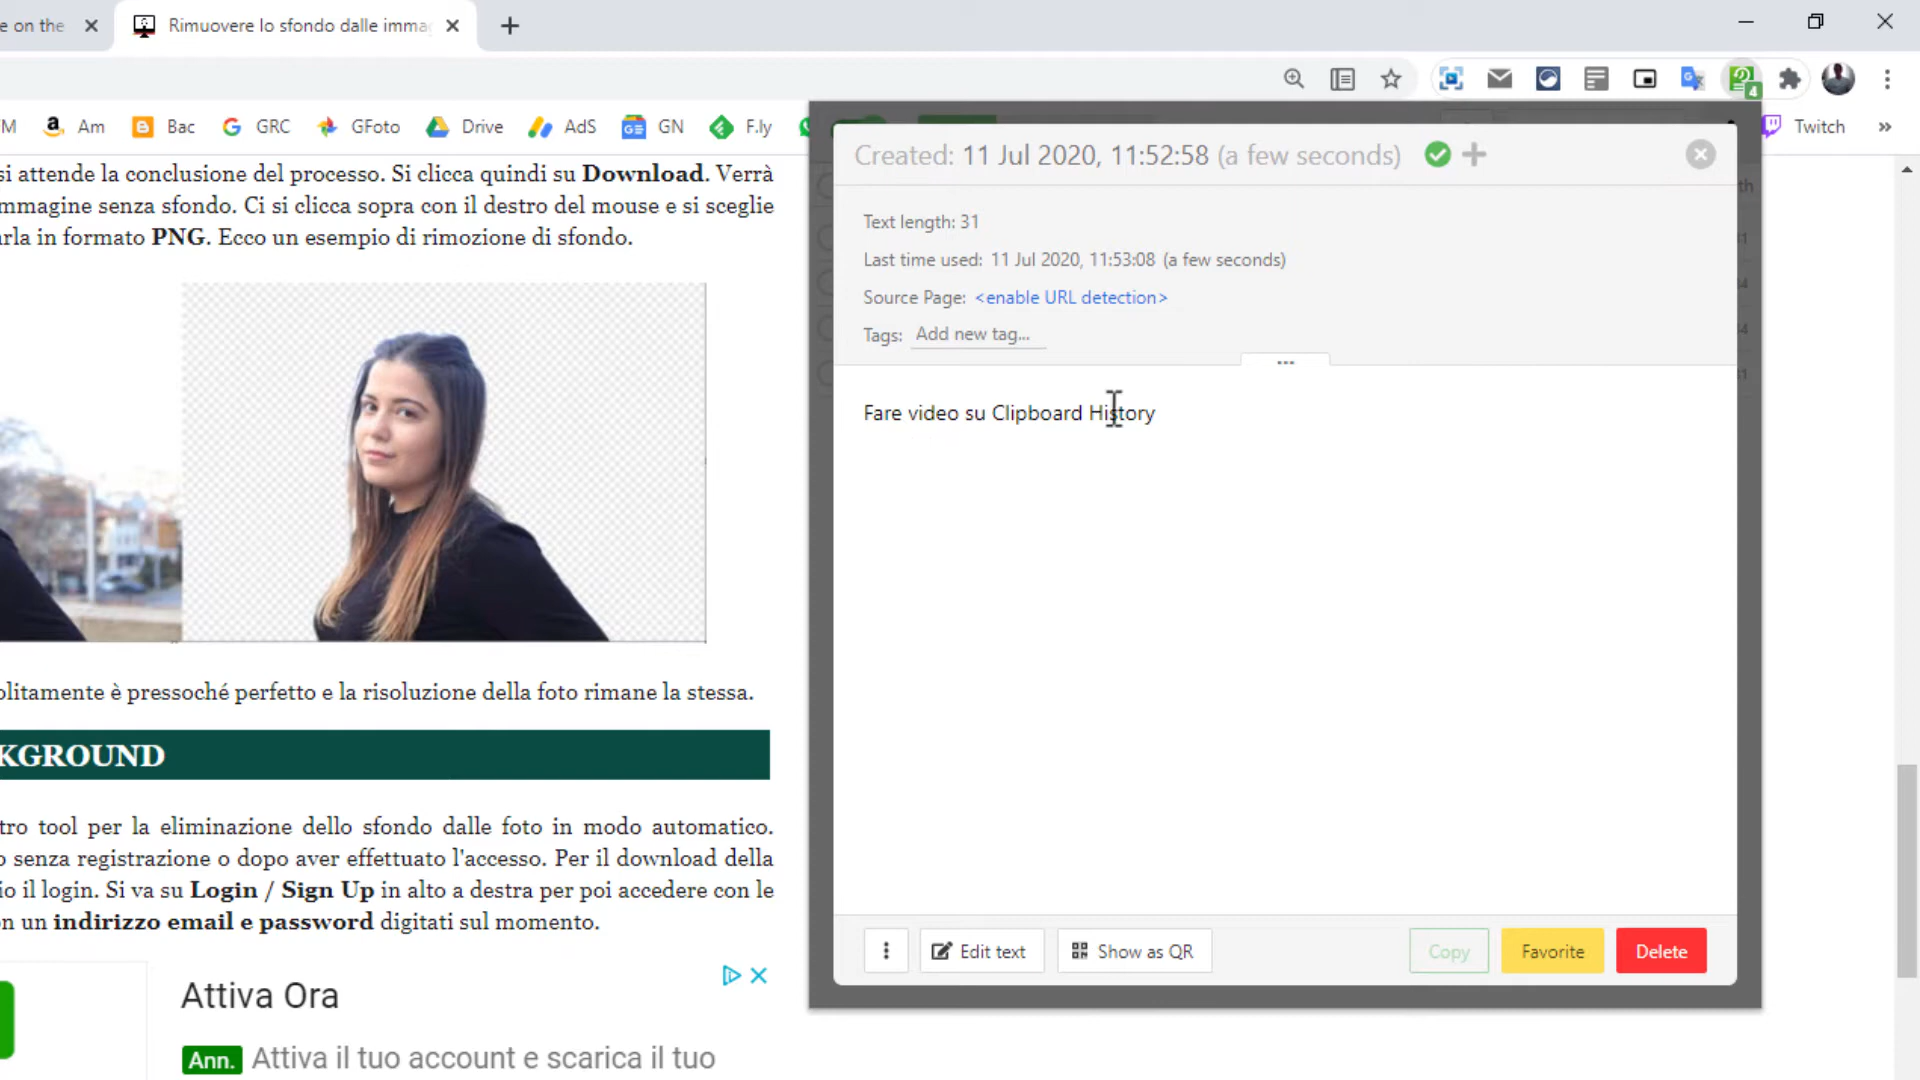 e on the
Rimuovere lo sfondo dalle imma
4
M
Am
Bac
GRC
GFoto
Drive
AdS
GN
F.ly
Twitch
»
si attende la conclusione del processo. Si clicca quindi su Download. Verrà
mmagine senza sfondo. Ci si clicca sopra con il destro del mouse e si sceglie
arla in formato PNG. Ecco un esempio di rimozione di sfondo.
olitamente è pressoché perfetto e la risoluzione della foto rimane la stessa.
KGROUND
tro tool per la eliminazione dello sfondo dalle foto in modo automatico.
o senza registrazione o dopo aver effettuato l'accesso. Per il download della
io il login. Si va su Login / Sign Up in alto a destra per poi accedere con le
on un indirizzo email e password digitati sul momento.
Attiva Ora
Ann. Attiva il tuo account e scarica il tuo
Created: 11 Jul 2020, 11:52:58 (a few seconds)
Text length: 31
Last time used: 11 Jul 2020, 11:53:08 (a few seconds)
Source Page: <enable URL detection>
Tags: Add new tag...
Fare video su Clipboard History
Edit text
Show as QR
Copy
Favorite
Delete